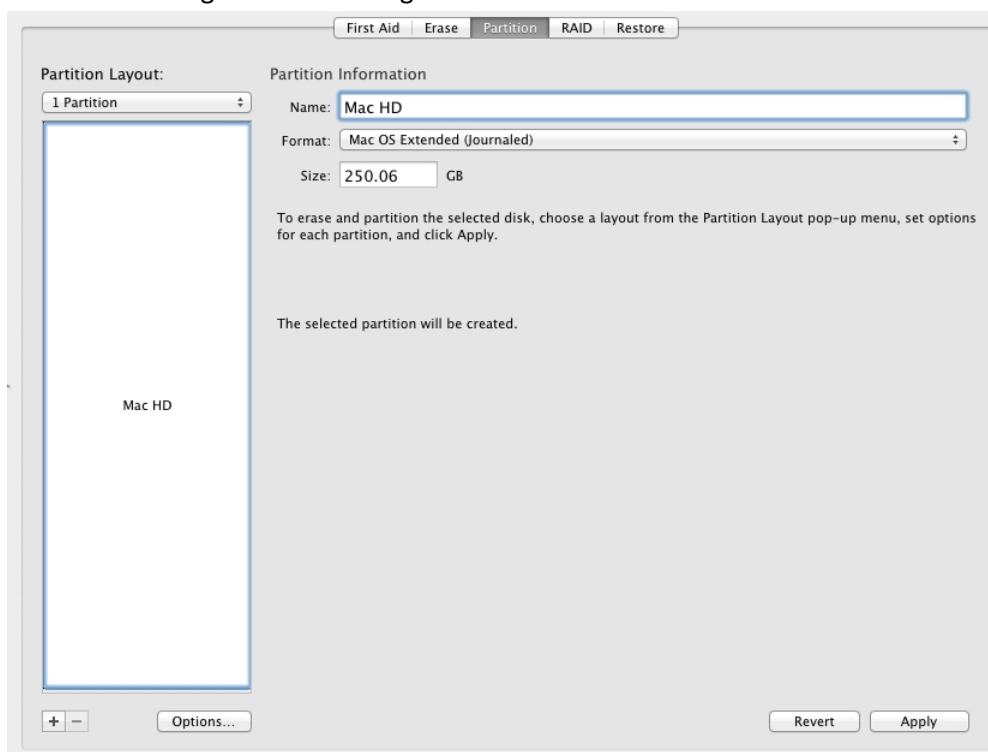 First Aid Erase Partition RAID Restore
Partition Layout:
1 Partition
Mac HD
+ −
Options...
Partition Information
Name: Mac HD
Format: Mac OS Extended (Journaled)
Size: 250.06 GB
To erase and partition the selected disk, choose a layout from the Partition Layout pop-up menu, set options
for each partition, and click Apply.
The selected partition will be created.
Revert Apply